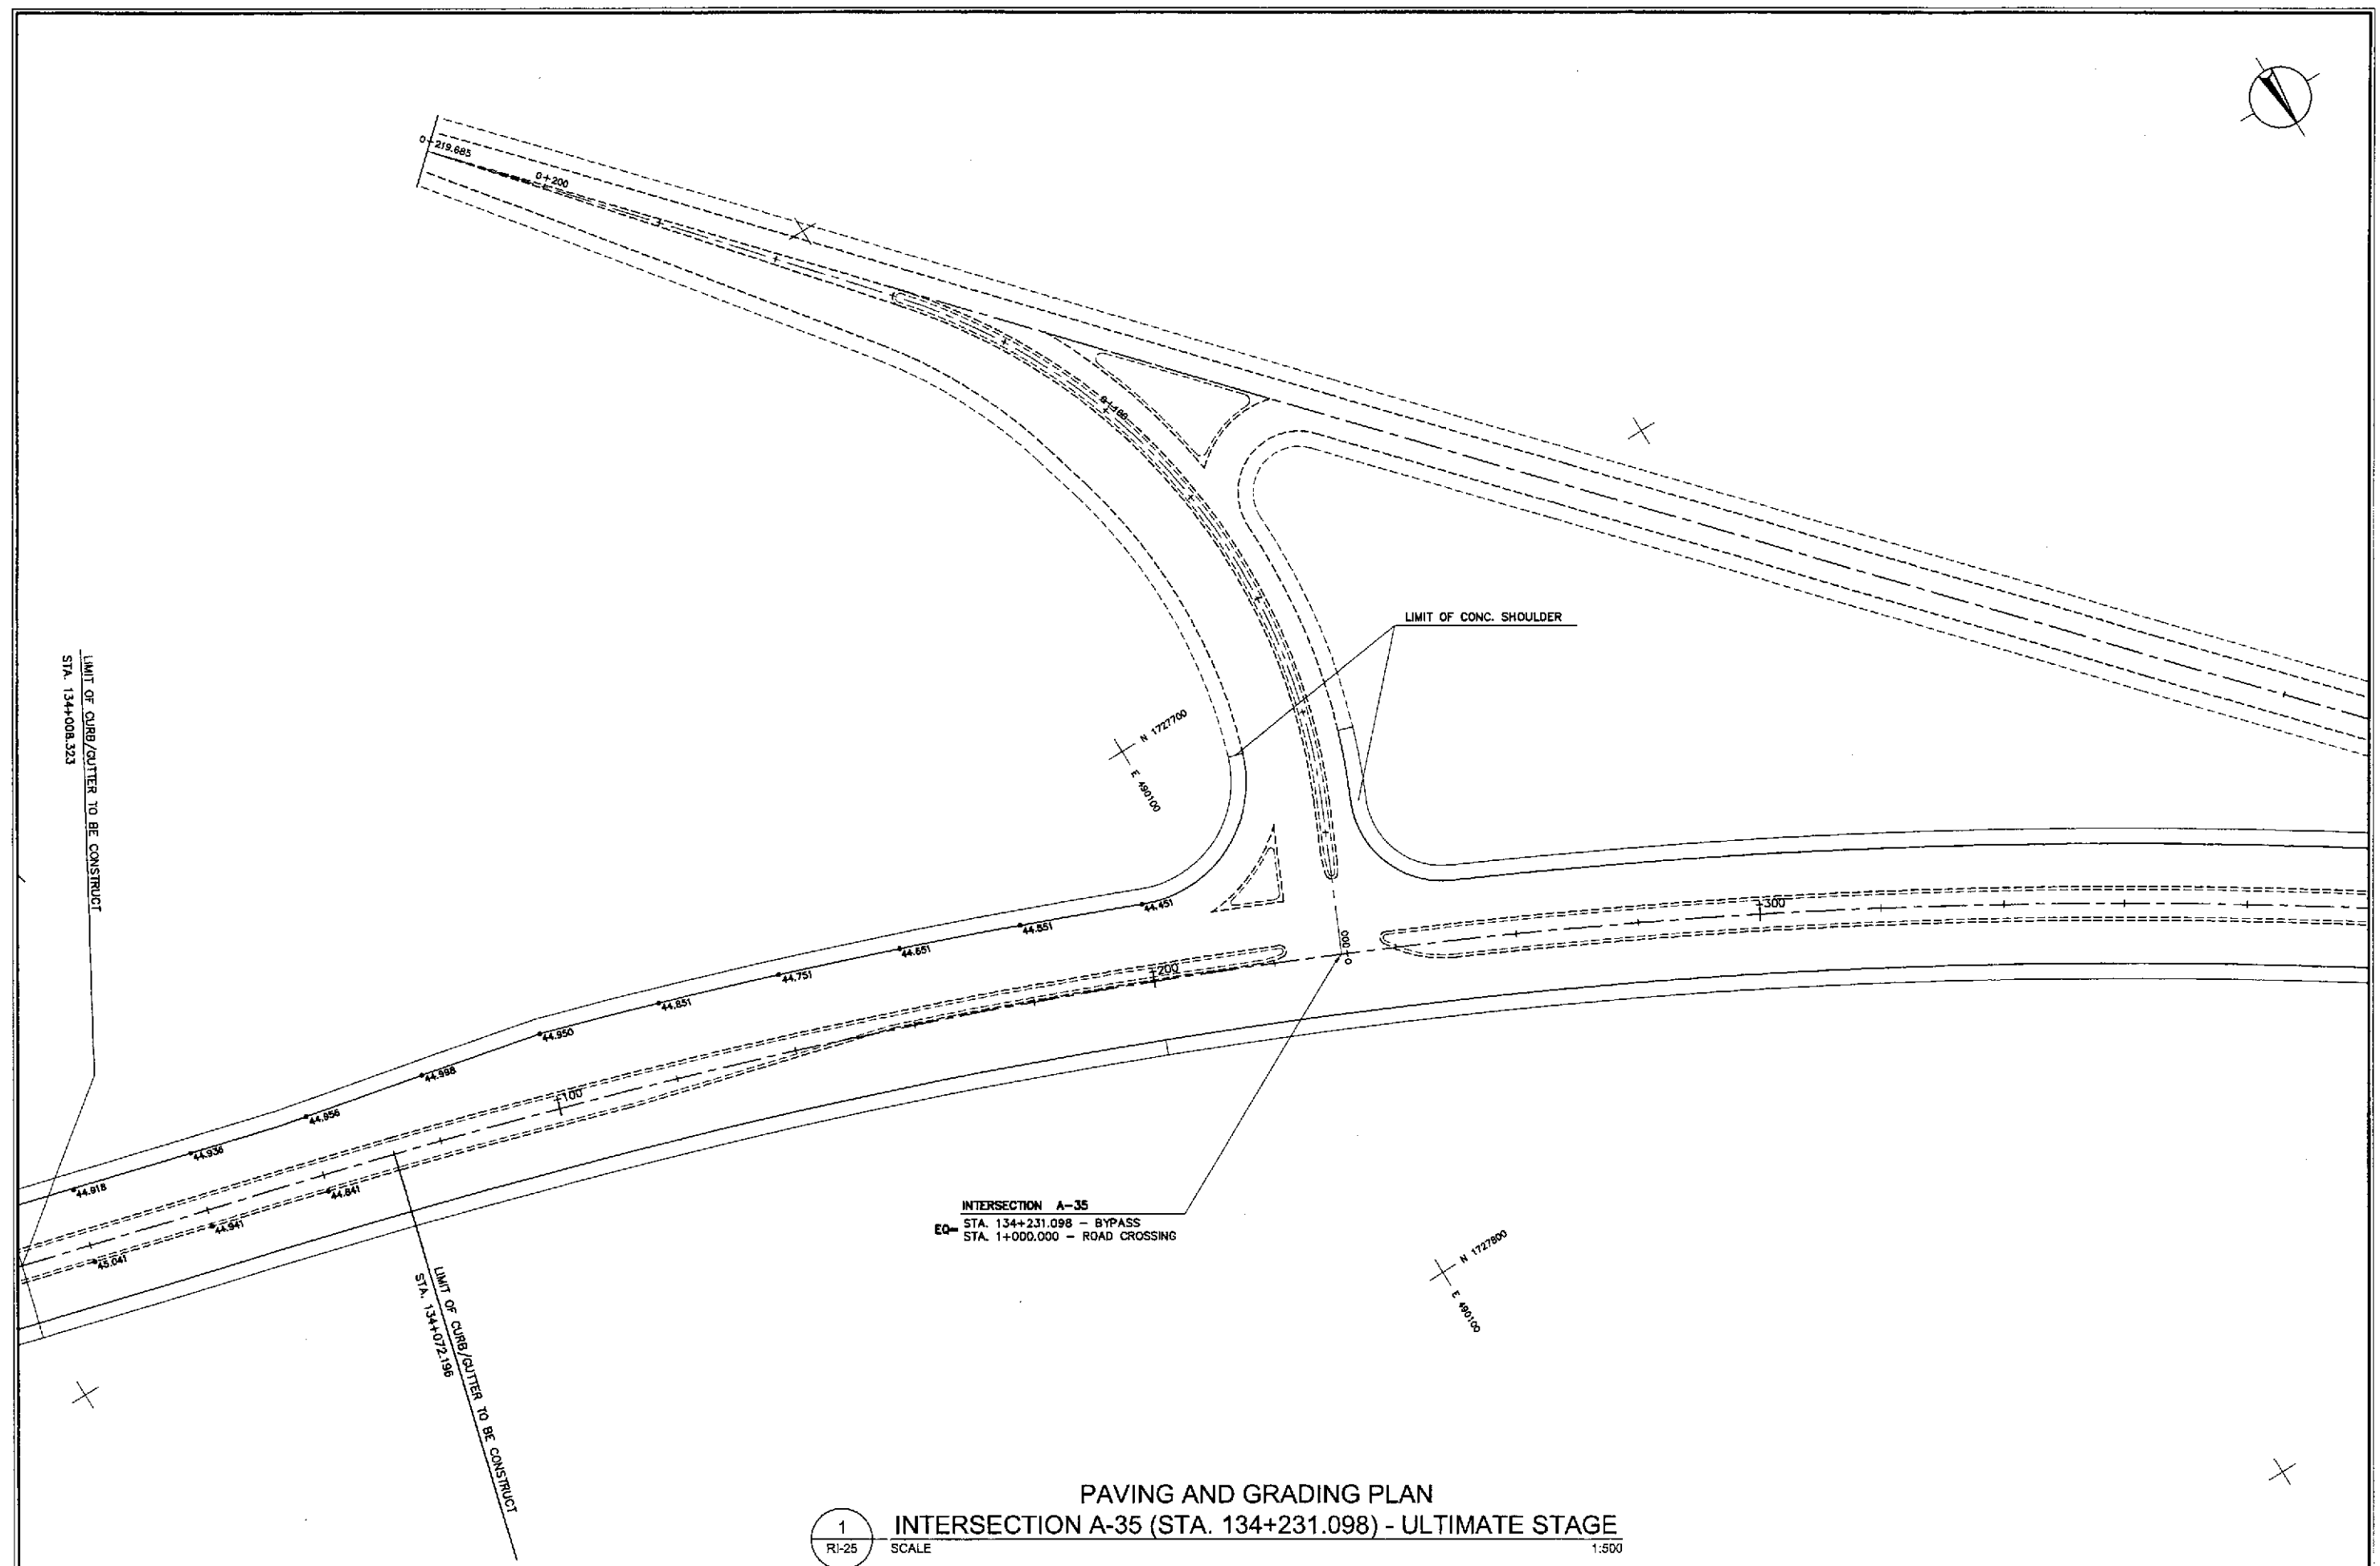 0+219.685
0+200
0+100
LIMIT OF CONC. SHOULDER
LIMIT OF CURB/GUTTER TO BE CONSTRUCT
STA. 134+008.323
N 1727700
E 490100
44.451
44.551
44.651
44.751
44.851
44.950
44.998
44.956
44.936
44.918
300
200
100
0+000
44.841
44.941
45.041
INTERSECTION A-35
EQ= STA. 134+231.098 - BYPASS
STA. 1+000.000 - ROAD CROSSING
N 1727800
E 490100
LIMIT OF CURB/GUTTER TO BE CONSTRUCT
STA. 134+072.196
PAVING AND GRADING PLAN
1
RI-25
INTERSECTION A-35 (STA. 134+231.098) - ULTIMATE STAGE
SCALE 1:500